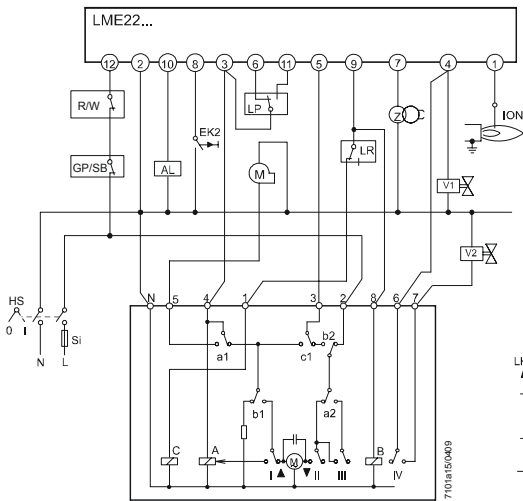 LME22...
12 2 10 8 3 6 11 5 9 7 4 1
R/W
LP
Z
ION
EK2
GP/SB
AL
M
LR
V1
V2
HS
0 I
Si
N L
N 5 4 1 3 2 8 6 7
a1
c1
b2
b1
a2
C A I M II III B IV
7101a15/0409
LR